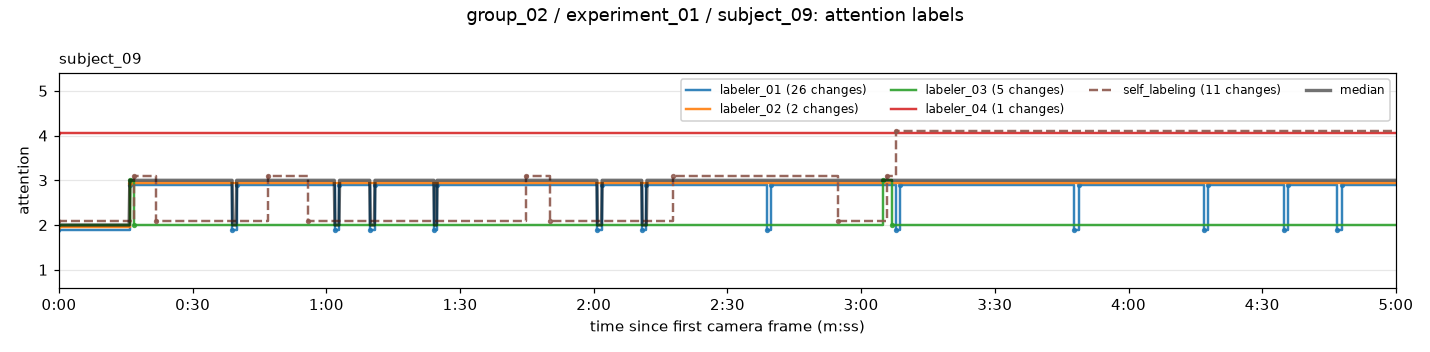 group_02 / experiment_01 / subject_09: attention labels
subject_09
labeler_01 (26 changes)
labeler_02 (2 changes)
labeler_03 (5 changes)
labeler_04 (1 changes)
self_labeling (11 changes)
median
attention
5
4
3
2
1
0:00 0:30 1:00 1:30 2:00 2:30 3:00 3:30 4:00 4:30 5:00
time since first camera frame (m:ss)